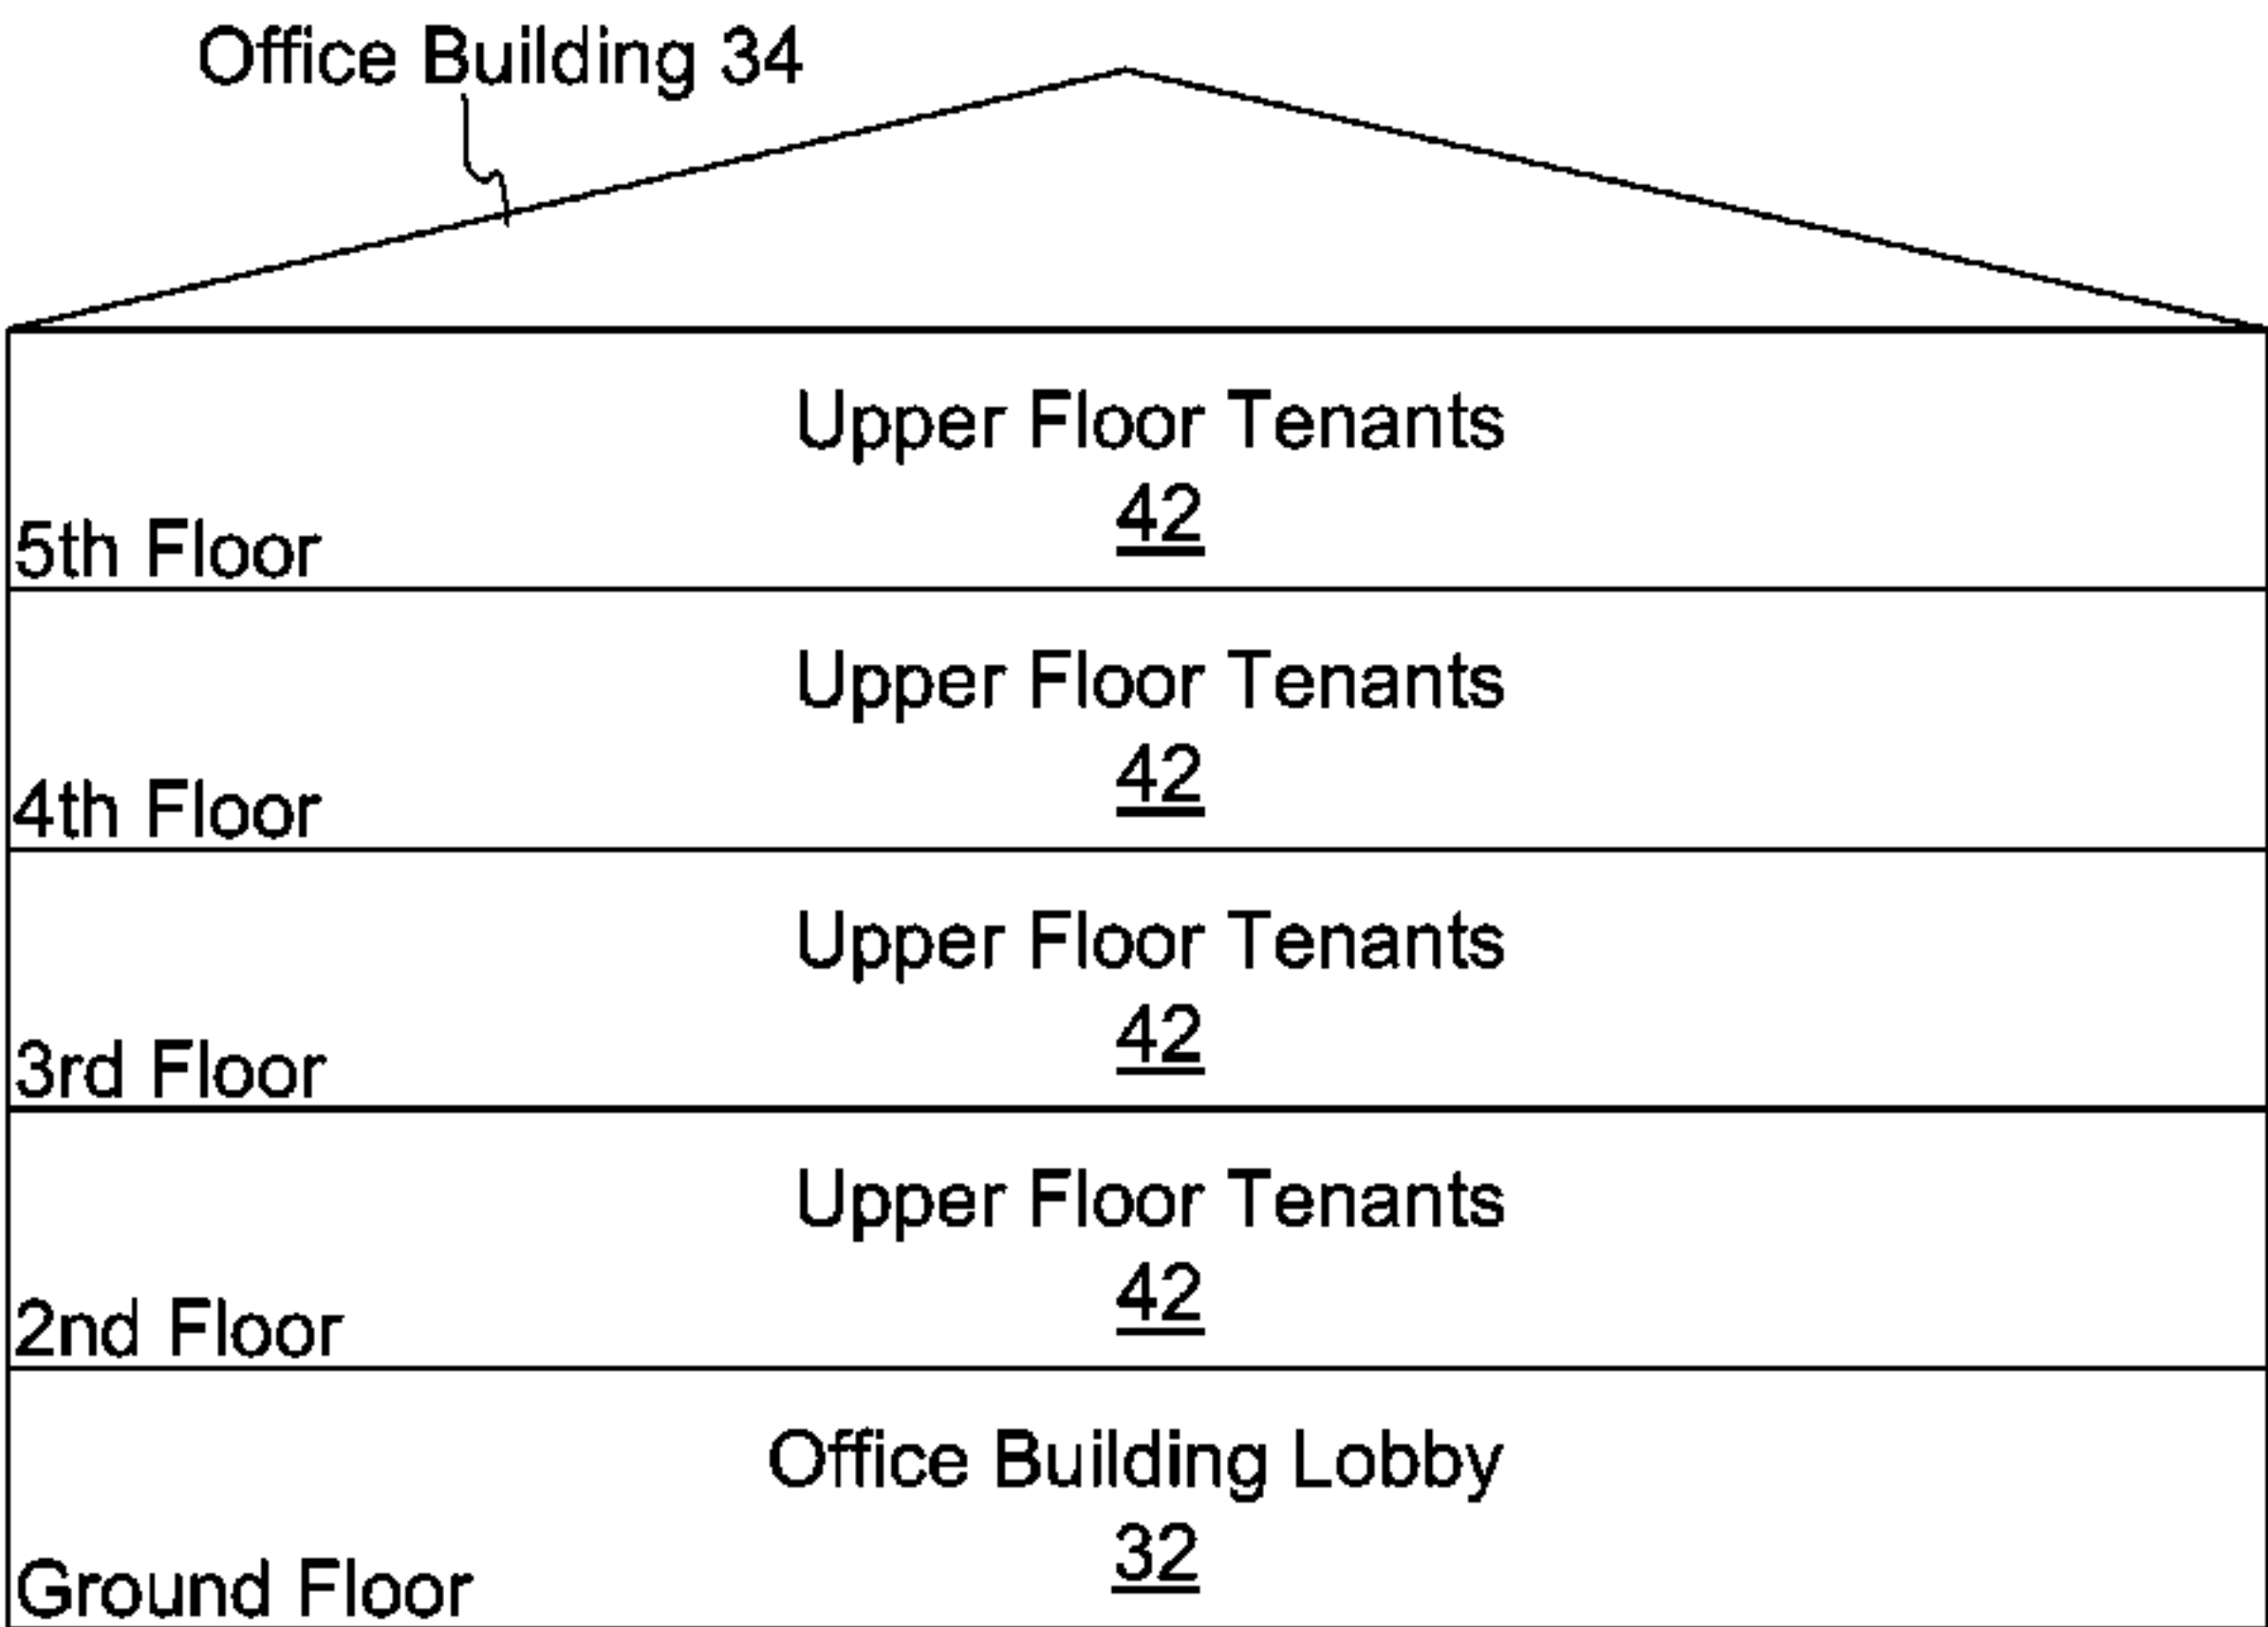 Office Building 34
Upper Floor Tenants
42
5th Floor
Upper Floor Tenants
42
4th Floor
Upper Floor Tenants
42
3rd Floor
Upper Floor Tenants
42
2nd Floor
Office Building Lobby
32
Ground Floor